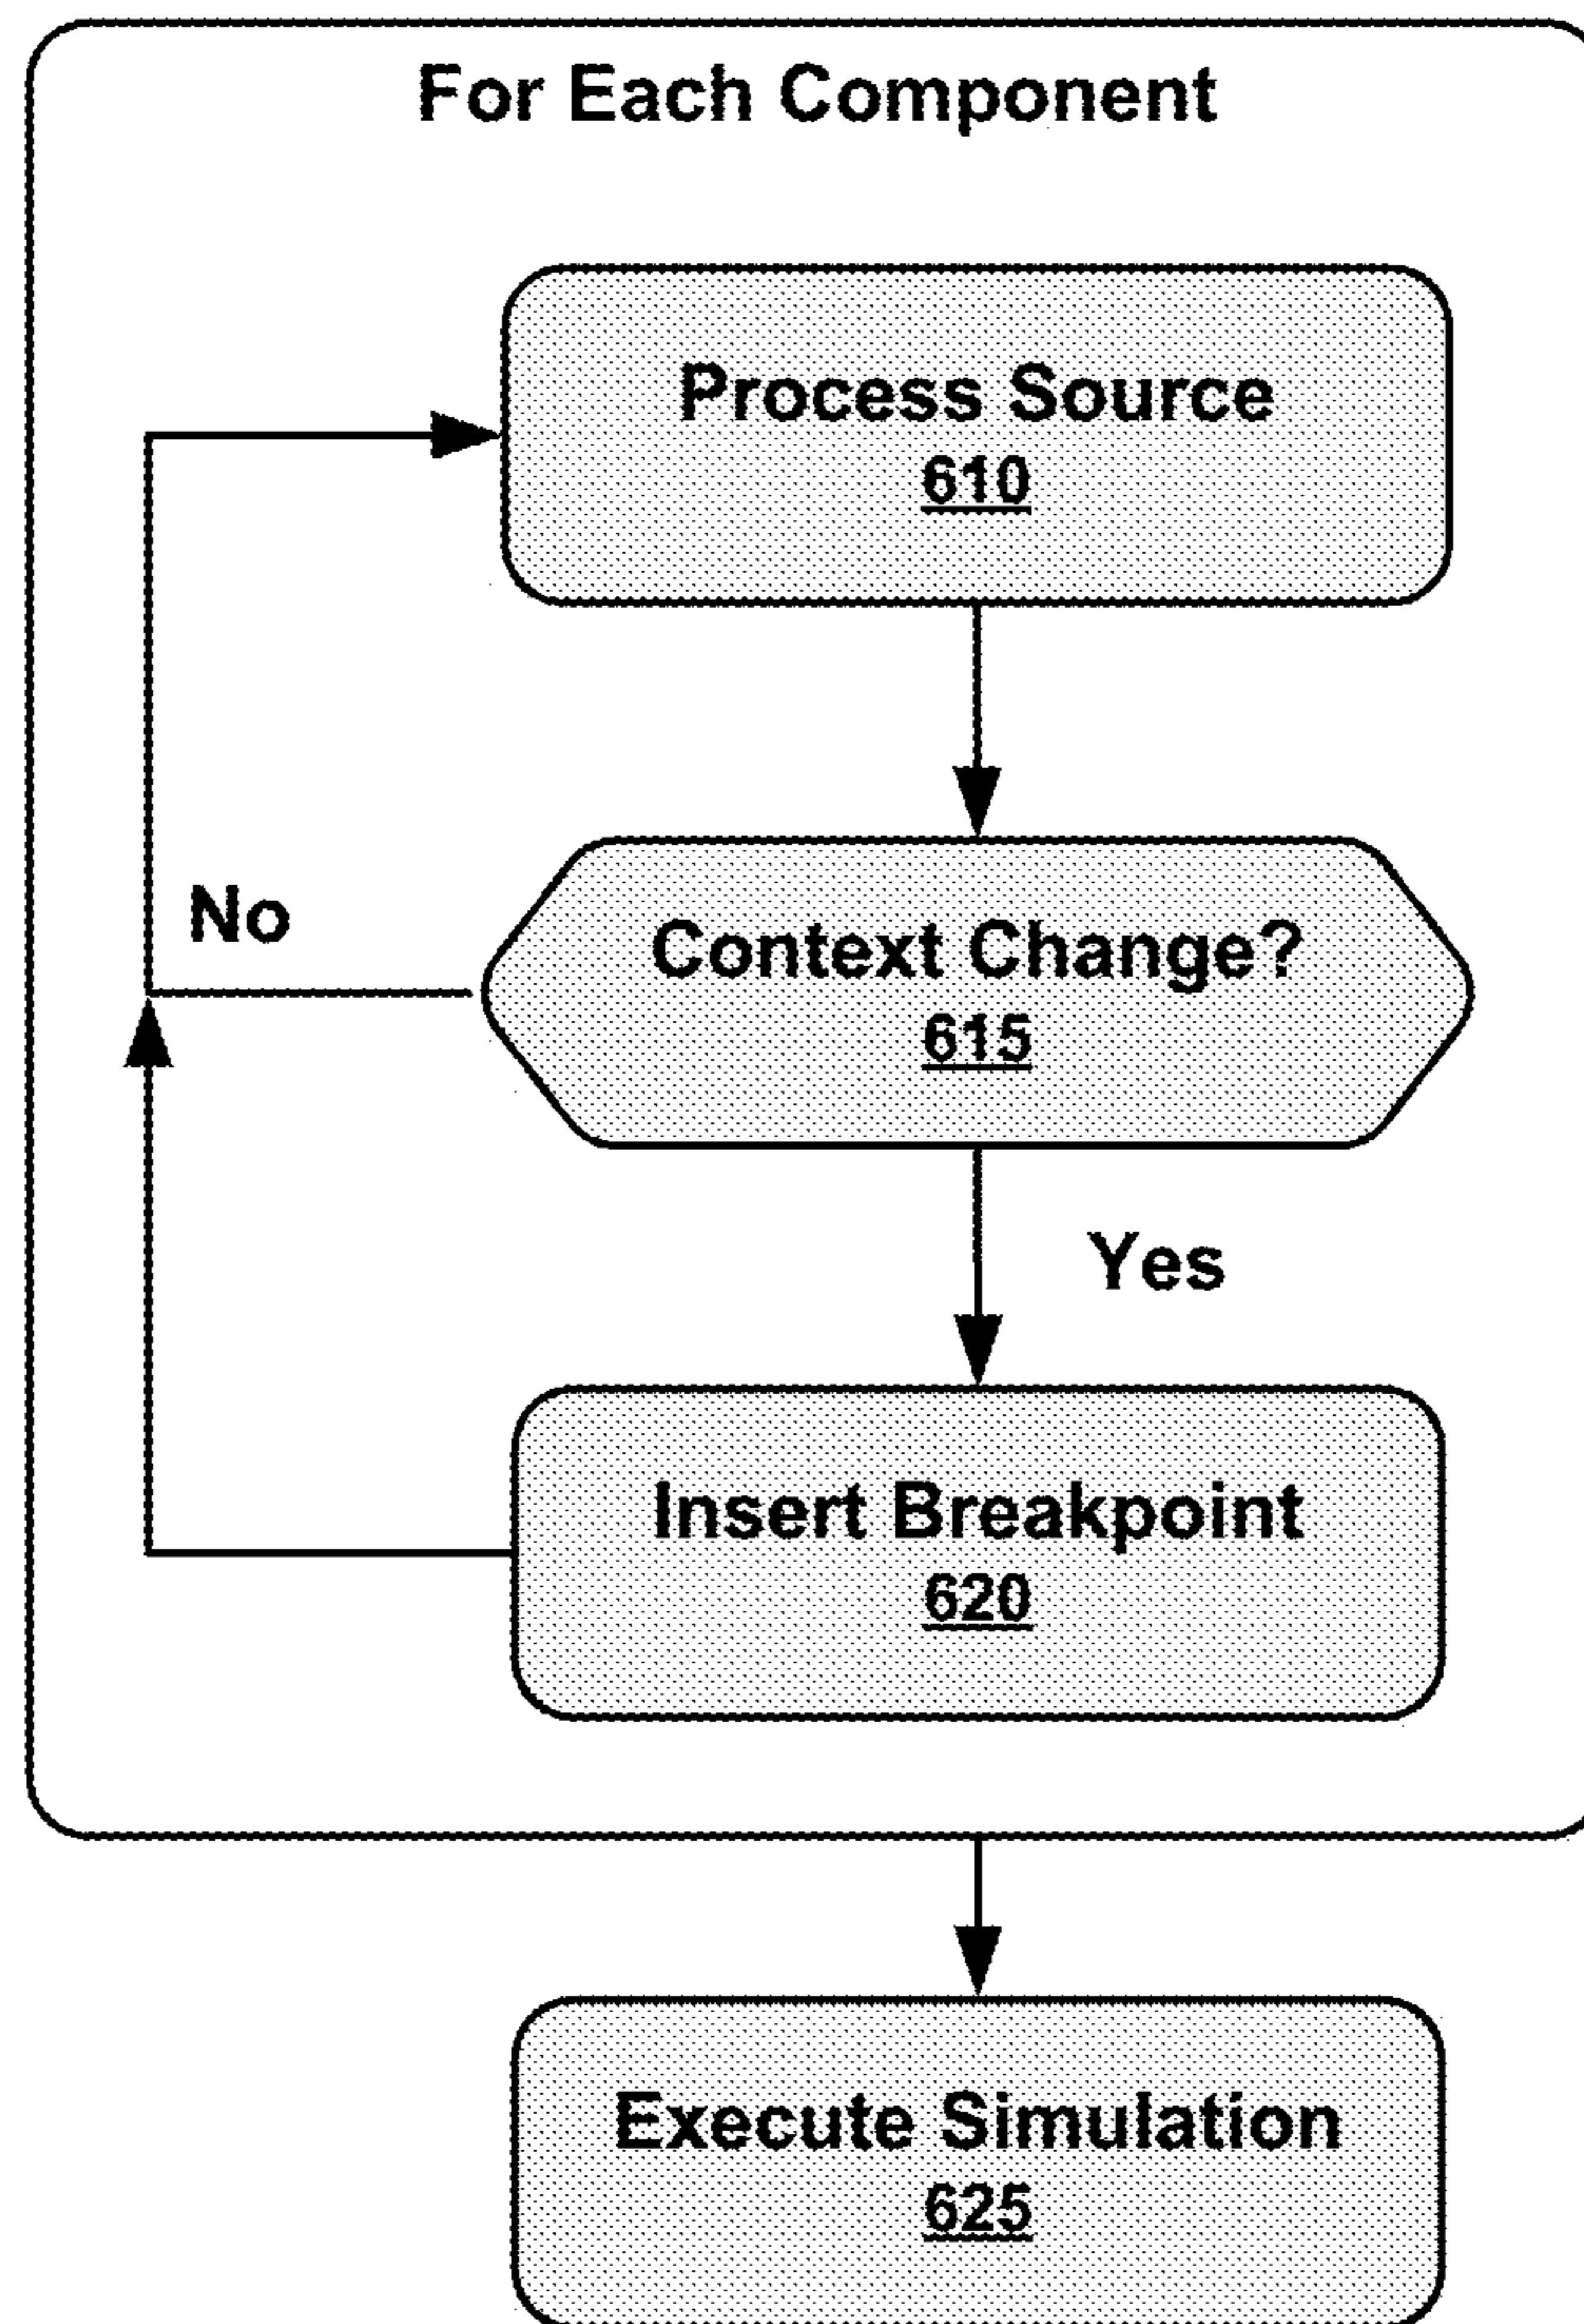 For Each Component
Process Source
610
No
Context Change?
615
Yes
Insert Breakpoint
620
Execute Simulation
625